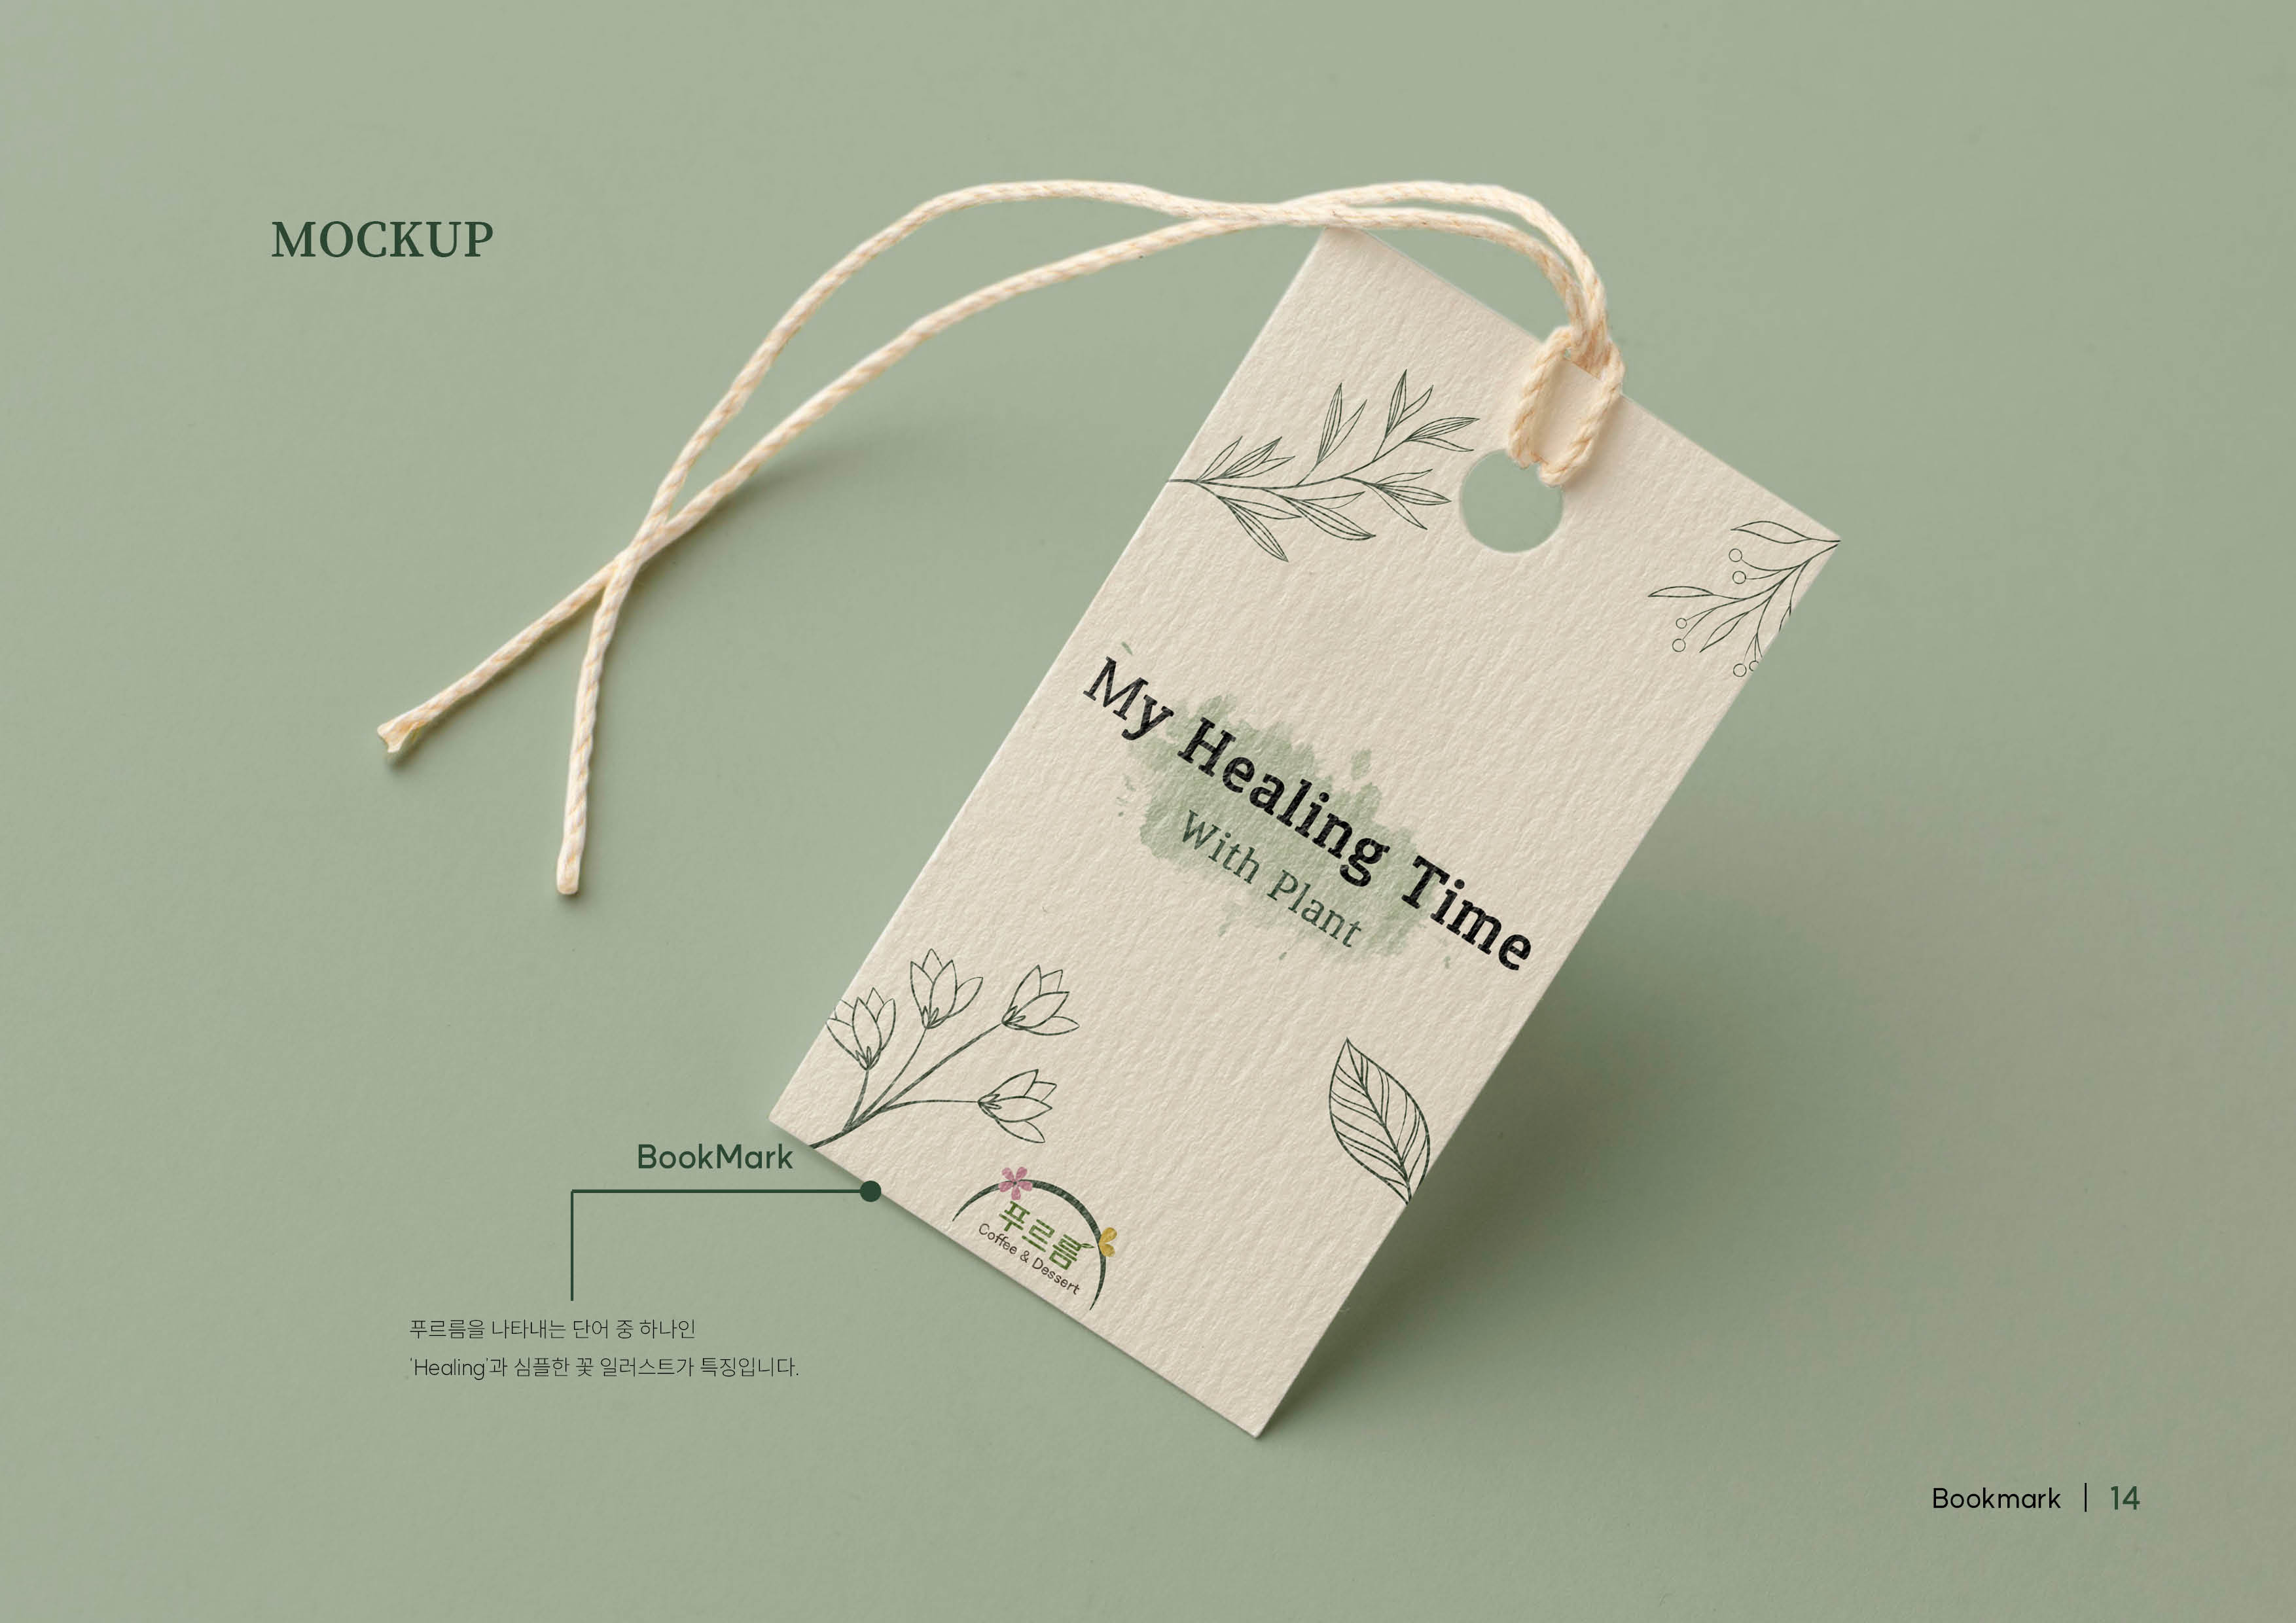 MOCKUP
My Healing Time
With Plant
푸르름
Coffee & Dessert
BookMark
푸르름을 나타내는 단어 중 하나인
'Healing'과 심플한 꽃 일러스트가 특징입니다.
Bookmark | 14